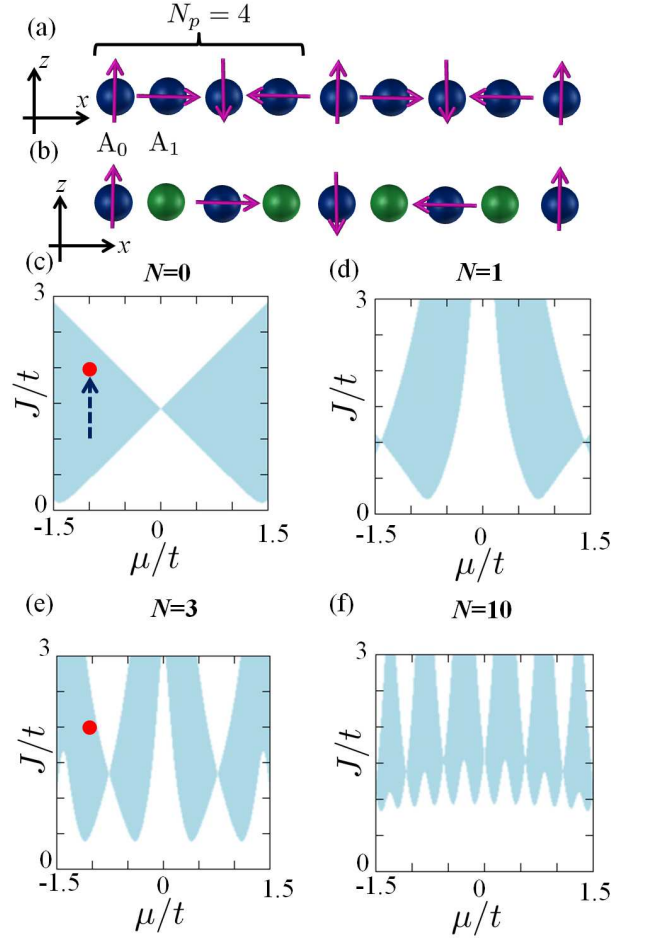 (a)
N_p = 4
z
x
A_0 A_1
(b)
z
x
(c) N=0
(d) N=1
3
J/t
0
-1.5 0 1.5
μ/t
3
J/t
0
-1.5 0 1.5
μ/t
(e) N=3
(f) N=10
3
J/t
0
-1.5 0 1.5
μ/t
3
J/t
0
-1.5 0 1.5
μ/t